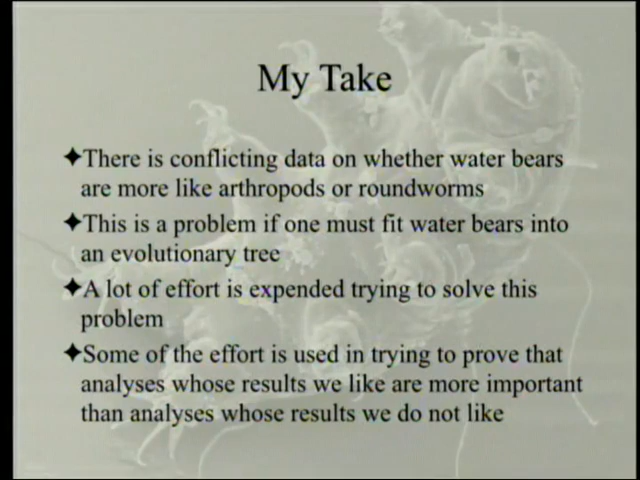 My Take
✦There is conflicting data on whether water bears
are more like arthropods or roundworms
✦This is a problem if one must fit water bears into
an evolutionary tree
✦A lot of effort is expended trying to solve this
problem
✦Some of the effort is used in trying to prove that
analyses whose results we like are more important
than analyses whose results we do not like